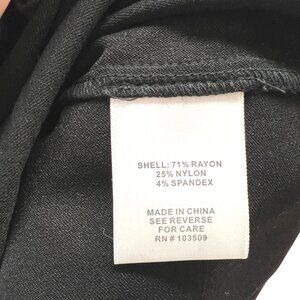 SHELL: 71% RAYON
25% NYLON
4% SPANDEX
MADE IN CHINA
SEE REVERSE
FOR CARE
RN # 103509